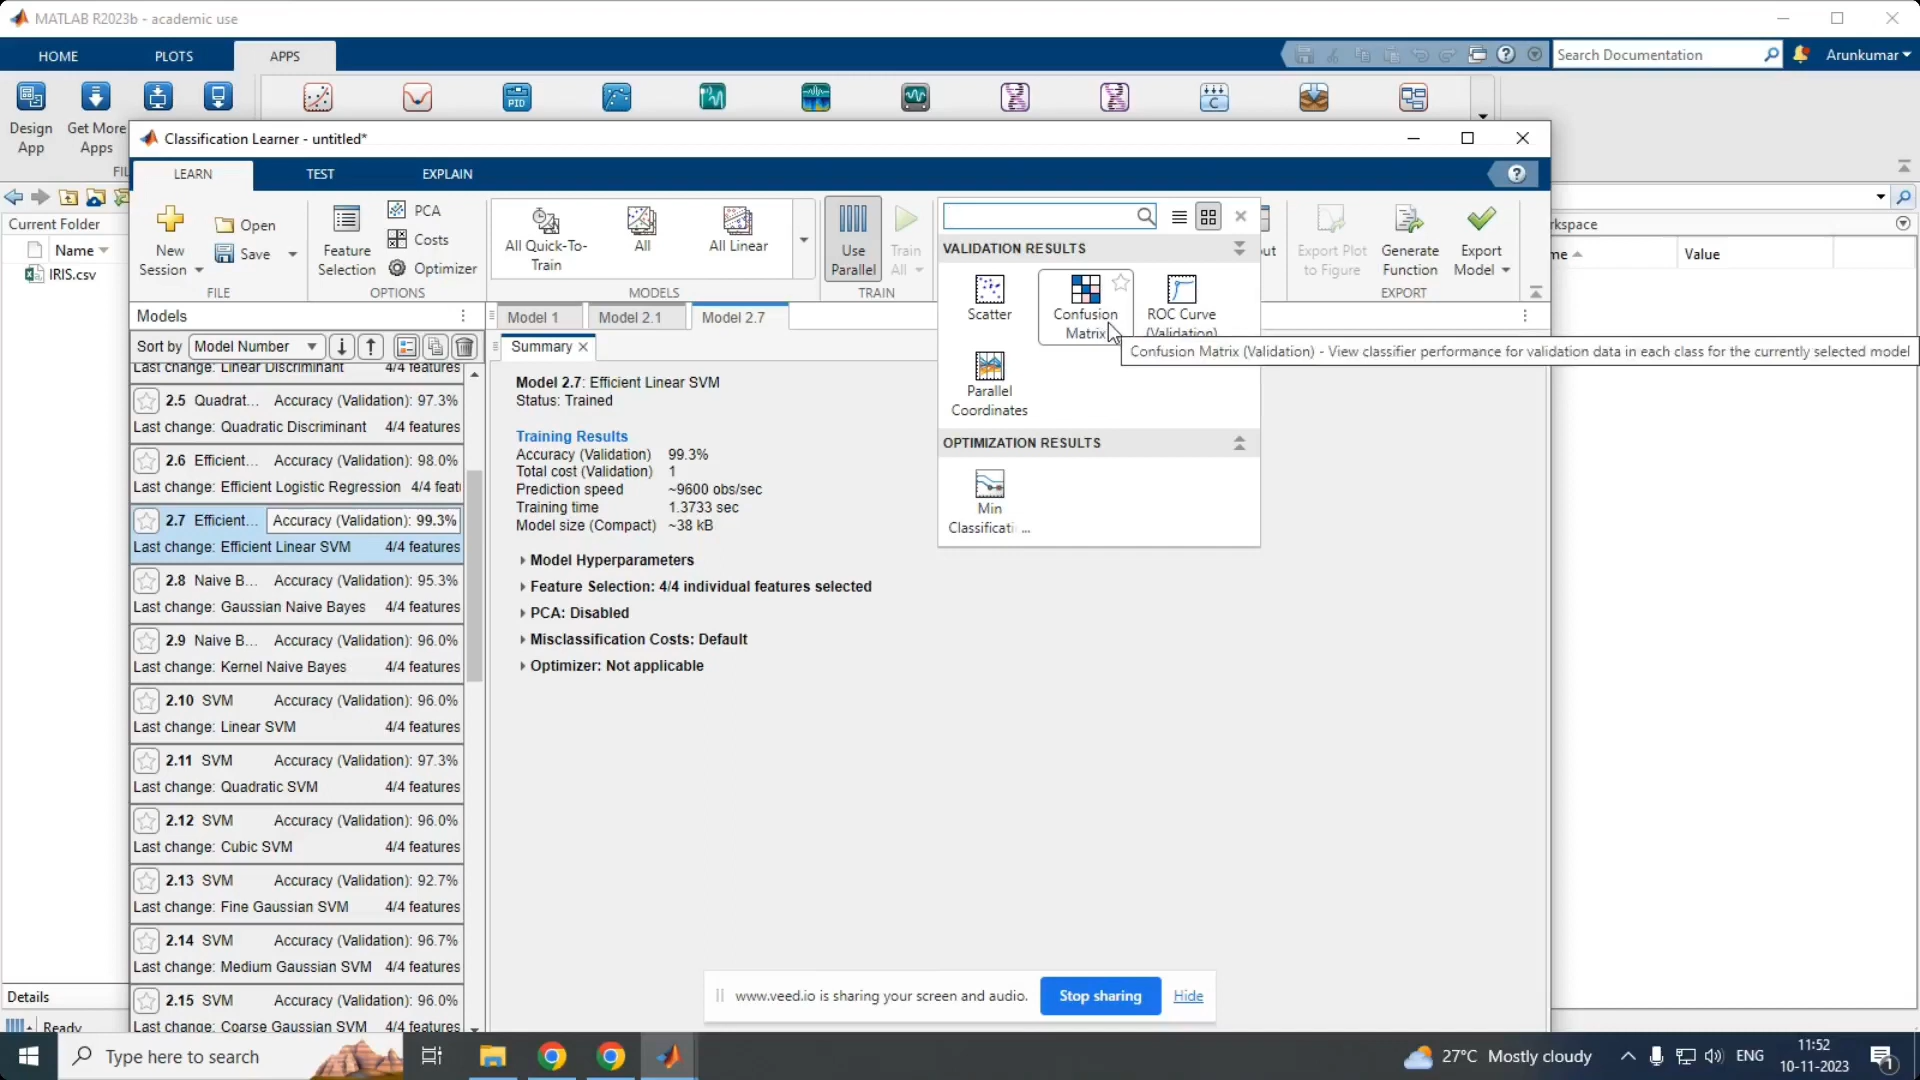 MATLAB R2023b - academic use
HOME PLOTS APPS
Search Documentation
Arunkumar
PID
C
Design App
Get More Apps
Classification Learner - untitled*
LEARN TEST EXPLAIN
New Session
Open
Save
FILE
Feature Selection
PCA
Costs
Optimizer
OPTIONS
All Quick-To-Train
All
All Linear
MODELS
Use Parallel
Train All
TRAIN
Export Plot to Figure
Generate Function
Export Model
EXPORT
VALIDATION RESULTS
Scatter
Confusion Matrix
ROC Curve (Validation)
Parallel Coordinates
Confusion Matrix (Validation) - View classifier performance for validation data in each class for the currently selected model
OPTIMIZATION RESULTS
Min Classificati ...
Current Folder
Name
IRIS.csv
Details
Ready
Value
Models
Sort by Model Number
Last change: Linear Discriminant 4/4 features
2.5 Quadrat... Accuracy (Validation): 97.3%
Last change: Quadratic Discriminant 4/4 features
2.6 Efficient... Accuracy (Validation): 98.0%
Last change: Efficient Logistic Regression 4/4 feat
2.7 Efficient... Accuracy (Validation): 99.3%
Last change: Efficient Linear SVM 4/4 features
2.8 Naive B... Accuracy (Validation): 95.3%
Last change: Gaussian Naive Bayes 4/4 features
2.9 Naive B... Accuracy (Validation): 96.0%
Last change: Kernel Naive Bayes 4/4 features
2.10 SVM Accuracy (Validation): 96.0%
Last change: Linear SVM 4/4 features
2.11 SVM Accuracy (Validation): 97.3%
Last change: Quadratic SVM 4/4 features
2.12 SVM Accuracy (Validation): 96.0%
Last change: Cubic SVM 4/4 features
2.13 SVM Accuracy (Validation): 92.7%
Last change: Fine Gaussian SVM 4/4 features
2.14 SVM Accuracy (Validation): 96.7%
Last change: Medium Gaussian SVM 4/4 features
2.15 SVM Accuracy (Validation): 96.0%
Last change: Coarse Gaussian SVM 4/4 features
Model 1 Model 2.1 Model 2.7
Summary
Model 2.7: Efficient Linear SVM
Status: Trained
Training Results
Accuracy (Validation) 99.3%
Total cost (Validation) 1
Prediction speed ~9600 obs/sec
Training time 1.3733 sec
Model size (Compact) ~38 kB
Model Hyperparameters
Feature Selection: 4/4 individual features selected
PCA: Disabled
Misclassification Costs: Default
Optimizer: Not applicable
www.veed.io is sharing your screen and audio.
Stop sharing
Hide
Type here to search
27°C Mostly cloudy
ENG
11:52
10-11-2023
1